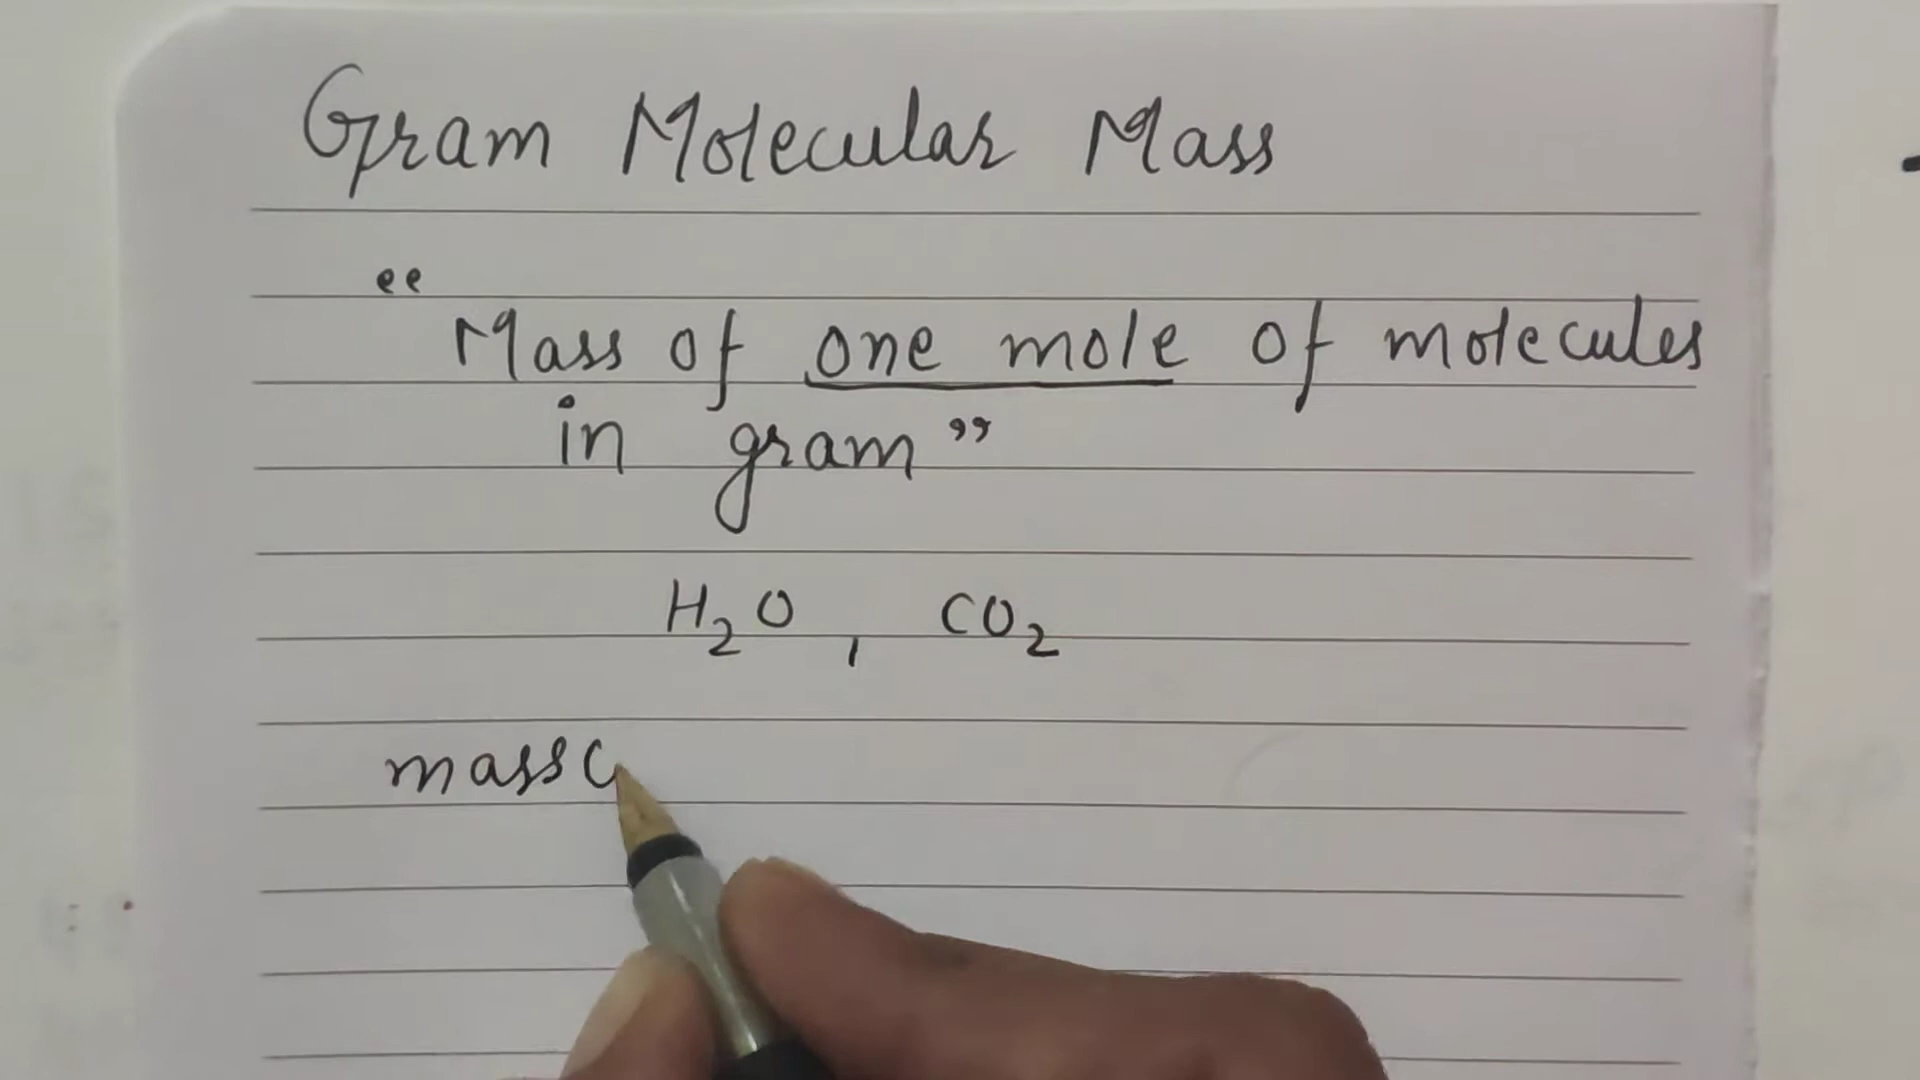 Gram Molecular Mass
“Mass of one mole of molecules
in gram”
H₂O, CO₂
mass